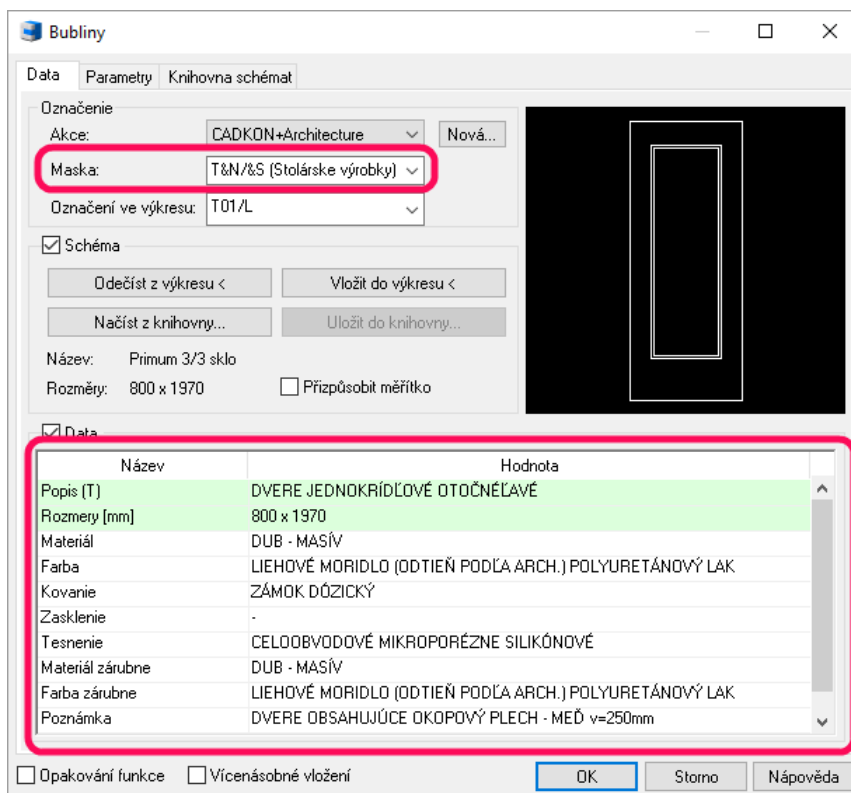 Bubliny
Data Parametry Knihovna schémat
Označenie
Akce: CADKON+Architecture Nová...
Maska: T&N/&S (Stolárske výrobky)
Označení ve výkresu: T01/L
Schéma
Odečíst z výkresu < Vložit do výkresu <
Načíst z knihovny... Uložit do knihovny...
Název: Primum 3/3 sklo
Rozměry: 800 x 1970 Přizpůsobit měřítko
Data
Název Hodnota
Popis (T) DVERE JEDNOKRÍDĽOVÉ OTOČNÉĽAVÉ
Rozmery [mm] 800 x 1970
Materiál DUB - MASÍV
Farba LIEHOVÉ MORIDLO (ODTIEŇ PODĽA ARCH.) POLYURETÁNOVÝ LAK
Kovanie ZÁMOK DÓZICKÝ
Zasklenie -
Tesnenie CELOOBVODOVÉ MIKROPORÉZNE SILIKÓNOVÉ
Materiál zárubne DUB - MASÍV
Farba zárubne LIEHOVÉ MORIDLO (ODTIEŇ PODĽA ARCH.) POLYURETÁNOVÝ LAK
Poznámka DVERE OBSAHUJÚCE OKOPOVÝ PLECH - MEĎ v=250mm
Opakování funkce Vícenásobné vložení OK Storno Nápověda